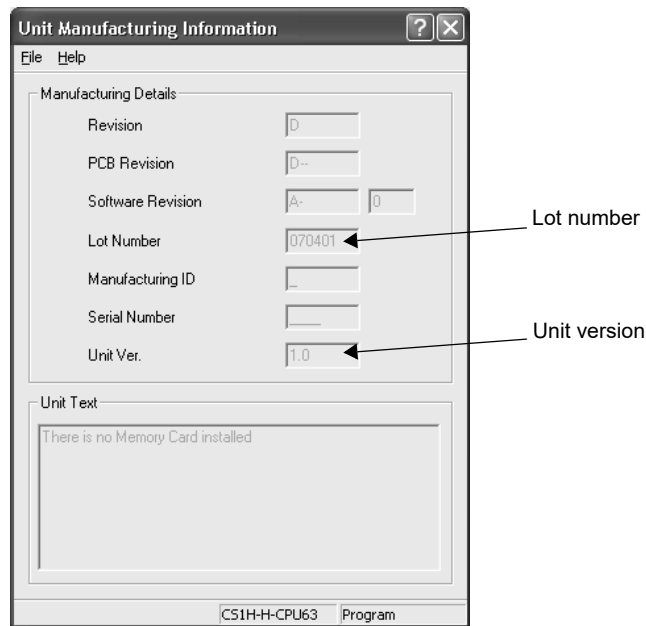 Unit Manufacturing Information
File Help
Manufacturing Details
Revision D
PCB Revision D--
Software Revision A- 0
Lot Number 070401
Manufacturing ID _
Serial Number ____
Unit Ver. 1.0
Lot number
Unit version
Unit Text
There is no Memory Card installed
CS1H-H-CPU63 Program